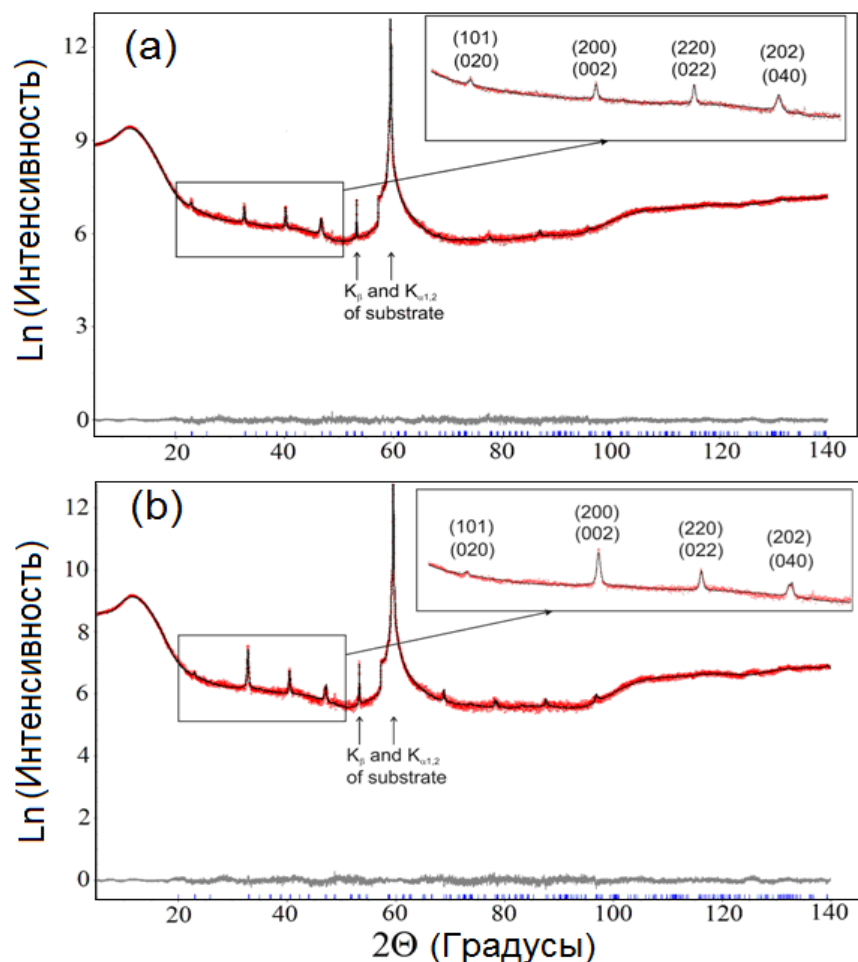 (a)
Ln (Интенсивность)
12
9
6
3
0
(101) (200) (220) (202)
(020) (002) (022) (040)
Kβ and Kα1,2
of substrate
20 40 60 80 100 120 140
(b)
Ln (Интенсивность)
12
10
8
6
4
2
0
(101) (200) (220) (202)
(020) (002) (022) (040)
Kβ and Kα1,2
of substrate
20 40 60 80 100 120 140
2Θ (Градусы)